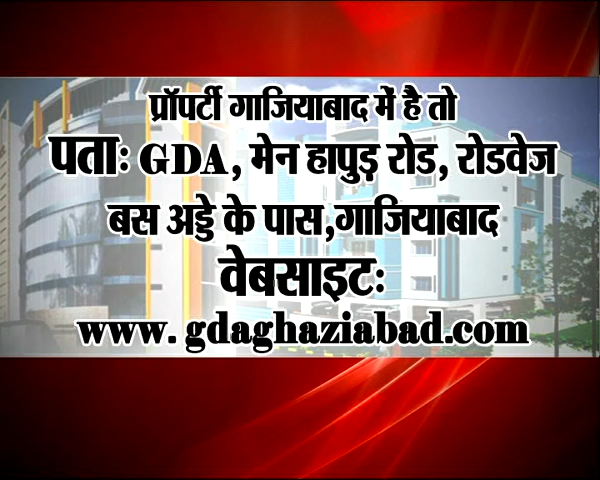 प्रॉपर्टी गाजियाबाद में है तो
पताः GDA, मेन हापुड़ रोड, रोडवेज
बस अड्डे के पास,गाजियाबाद
वेबसाइटः
www. gdaghaziabad.com